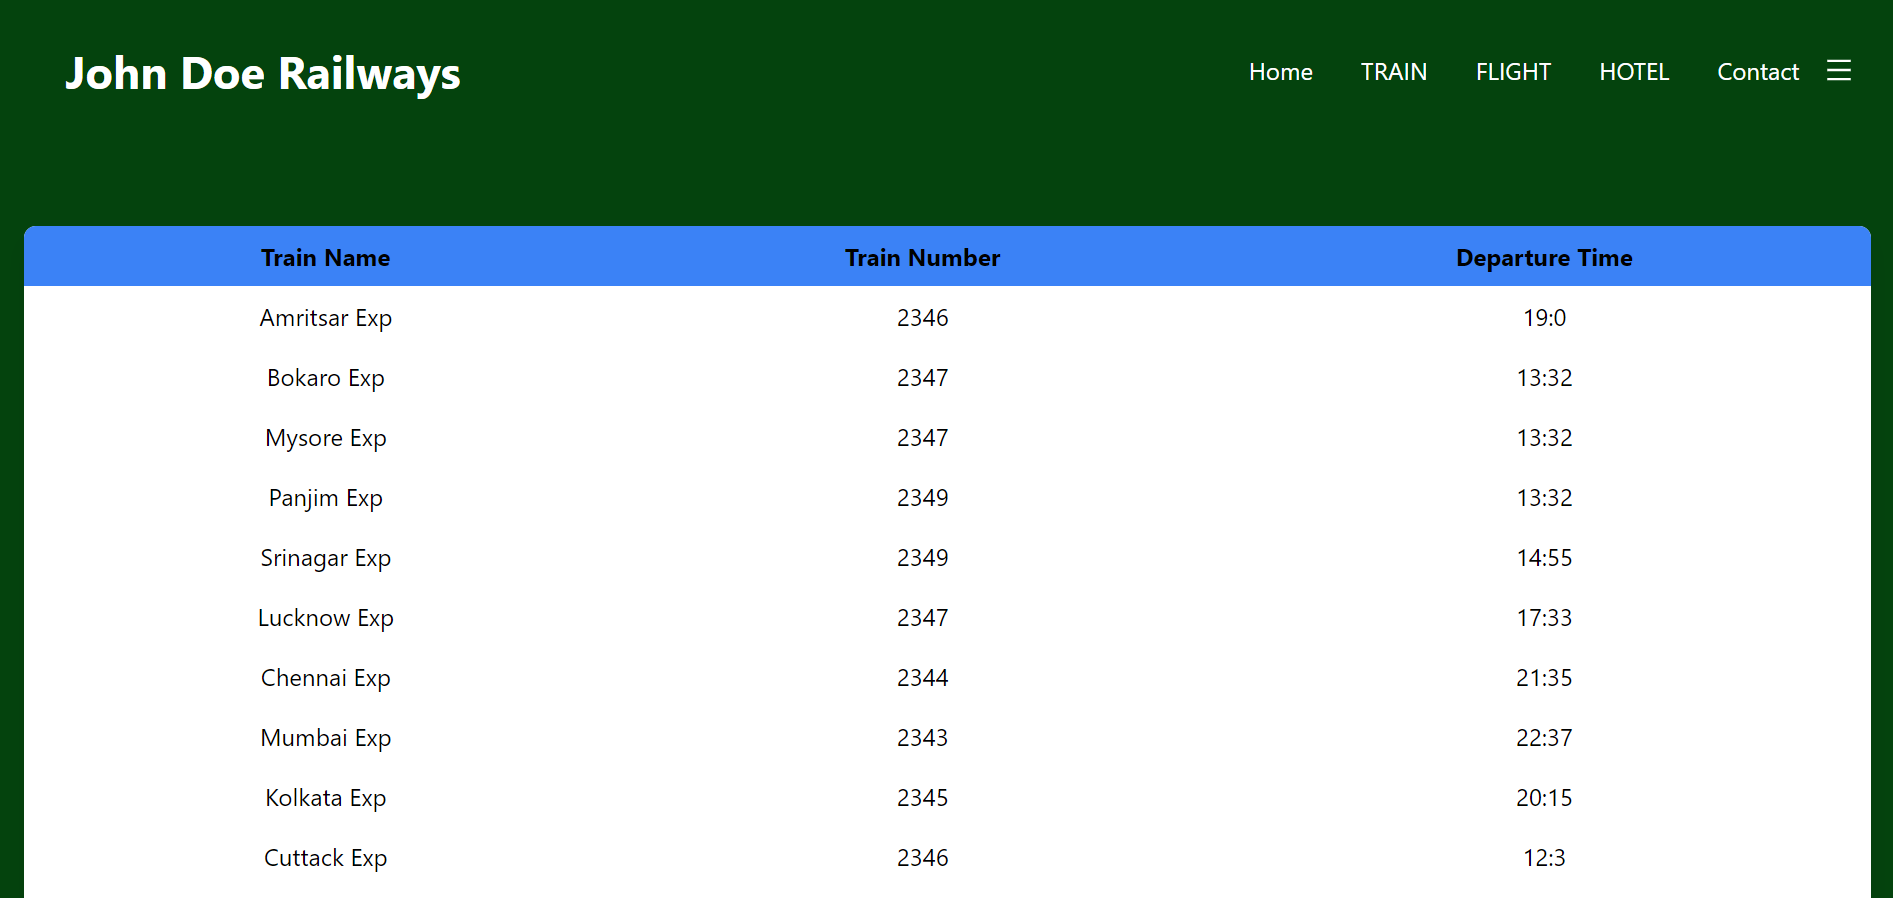 John Doe Railways
Home TRAIN FLIGHT HOTEL Contact
Train Name Train Number Departure Time
Amritsar Exp 2346 19:0
Bokaro Exp 2347 13:32
Mysore Exp 2347 13:32
Panjim Exp 2349 13:32
Srinagar Exp 2349 14:55
Lucknow Exp 2347 17:33
Chennai Exp 2344 21:35
Mumbai Exp 2343 22:37
Kolkata Exp 2345 20:15
Cuttack Exp 2346 12:3